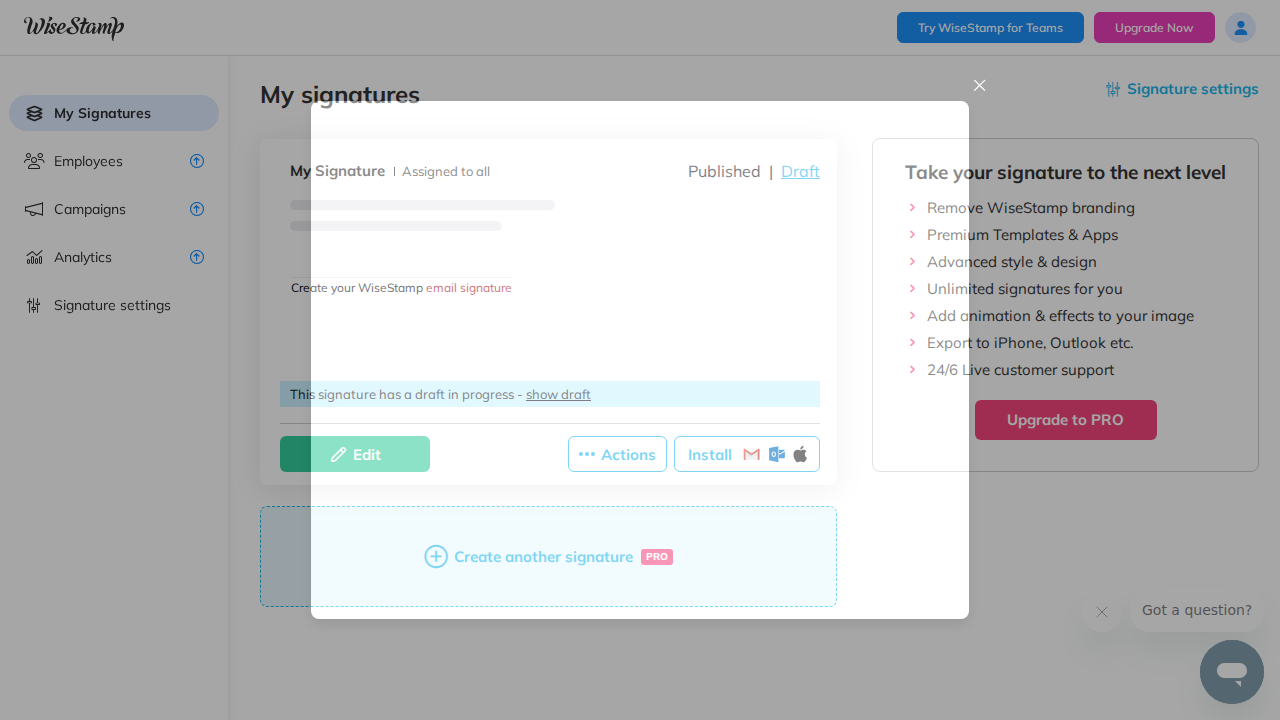 WiseStamp
Try WiseStamp for Teams
Upgrade Now
My Signatures
Employees
Campaigns
Analytics
Signature settings
My signatures
Signature settings
My Signature | Assigned to all
Published | Draft
Create your WiseStamp email signature
This signature has a draft in progress - show draft
Edit
Actions
Install
Create another signature PRO
Take your signature to the next level
Remove WiseStamp branding
Premium Templates & Apps
Advanced style & design
Unlimited signatures for you
Add animation & effects to your image
Export to iPhone, Outlook etc.
24/6 Live customer support
Upgrade to PRO
Got a question?